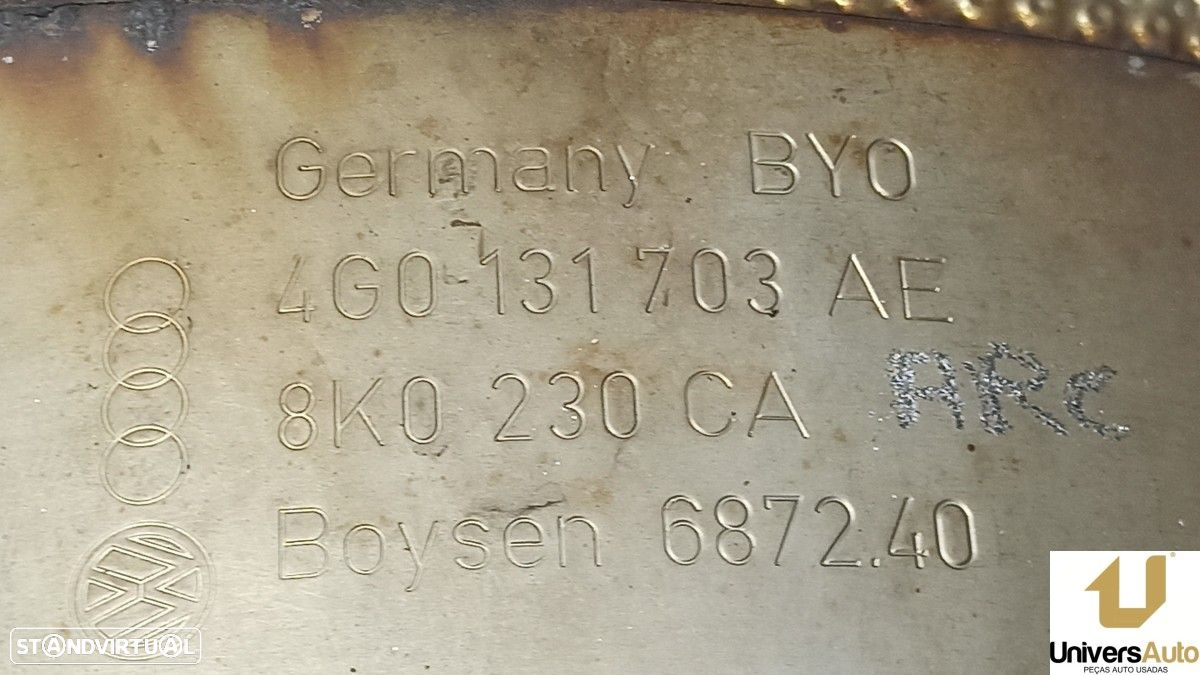 Germany BYO
4G0 131 703 AE
8K0 230 CA ARC
Boysen 6872.40
STANDVIRTUAL
UniversAuto
PEÇAS AUTO USADAS